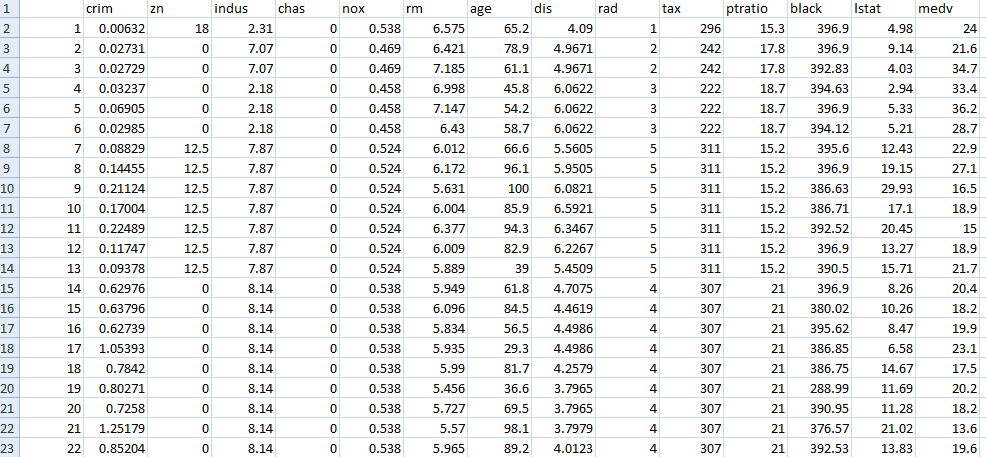 1 crim zn indus chas nox rm age dis rad tax ptratio black lstat medv
2 1 0.00632 18 2.31 0 0.538 6.575 65.2 4.09 1 296 15.3 396.9 4.98 24
3 2 0.02731 0 7.07 0 0.469 6.421 78.9 4.9671 2 242 17.8 396.9 9.14 21.6
4 3 0.02729 0 7.07 0 0.469 7.185 61.1 4.9671 2 242 17.8 392.83 4.03 34.7
5 4 0.03237 0 2.18 0 0.458 6.998 45.8 6.0622 3 222 18.7 394.63 2.94 33.4
6 5 0.06905 0 2.18 0 0.458 7.147 54.2 6.0622 3 222 18.7 396.9 5.33 36.2
7 6 0.02985 0 2.18 0 0.458 6.43 58.7 6.0622 3 222 18.7 394.12 5.21 28.7
8 7 0.08829 12.5 7.87 0 0.524 6.012 66.6 5.5605 5 311 15.2 395.6 12.43 22.9
9 8 0.14455 12.5 7.87 0 0.524 6.172 96.1 5.9505 5 311 15.2 396.9 19.15 27.1
10 9 0.21124 12.5 7.87 0 0.524 5.631 100 6.0821 5 311 15.2 386.63 29.93 16.5
11 10 0.17004 12.5 7.87 0 0.524 6.004 85.9 6.5921 5 311 15.2 386.71 17.1 18.9
12 11 0.22489 12.5 7.87 0 0.524 6.377 94.3 6.3467 5 311 15.2 392.52 20.45 15
13 12 0.11747 12.5 7.87 0 0.524 6.009 82.9 6.2267 5 311 15.2 396.9 13.27 18.9
14 13 0.09378 12.5 7.87 0 0.524 5.889 39 5.4509 5 311 15.2 390.5 15.71 21.7
15 14 0.62976 0 8.14 0 0.538 5.949 61.8 4.7075 4 307 21 396.9 8.26 20.4
16 15 0.63796 0 8.14 0 0.538 6.096 84.5 4.4619 4 307 21 380.02 10.26 18.2
17 16 0.62739 0 8.14 0 0.538 5.834 56.5 4.4986 4 307 21 395.62 8.47 19.9
18 17 1.05393 0 8.14 0 0.538 5.935 29.3 4.4986 4 307 21 386.85 6.58 23.1
19 18 0.7842 0 8.14 0 0.538 5.99 81.7 4.2579 4 307 21 386.75 14.67 17.5
20 19 0.80271 0 8.14 0 0.538 5.456 36.6 3.7965 4 307 21 288.99 11.69 20.2
21 20 0.7258 0 8.14 0 0.538 5.727 69.5 3.7965 4 307 21 390.95 11.28 18.2
22 21 1.25179 0 8.14 0 0.538 5.57 98.1 3.7979 4 307 21 376.57 21.02 13.6
23 22 0.85204 0 8.14 0 0.538 5.965 89.2 4.0123 4 307 21 392.53 13.83 19.6